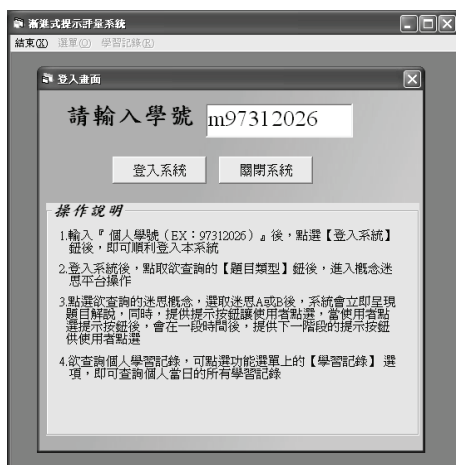 漸進式提示評量系統
結束(X) 選單(O) 學習記錄(R)
登入畫面
請輸入學號 m97312026
登入系統 關閉系統
操作說明
1.輸入『 個人學號（EX：97312026）』後，點選【登入系統】
鈕後，即可順利登入本系統
2.登入系統後，點取欲查詢的【題目類型】鈕後，進入概念迷
思平台操作
3.點選欲查詢的迷思概念，選取迷思A或B後，系統會立即呈現
題目解說，同時，提供提示按鈕讓使用者點選，當使用者點
選提示按鈕後，會在一段時間後，提供下一階段的提示按鈕
供使用者點選
4.欲查詢個人學習記錄，可點選功能選單上的【學習記錄】 選
項，即可查詢個人當日的所有學習記錄